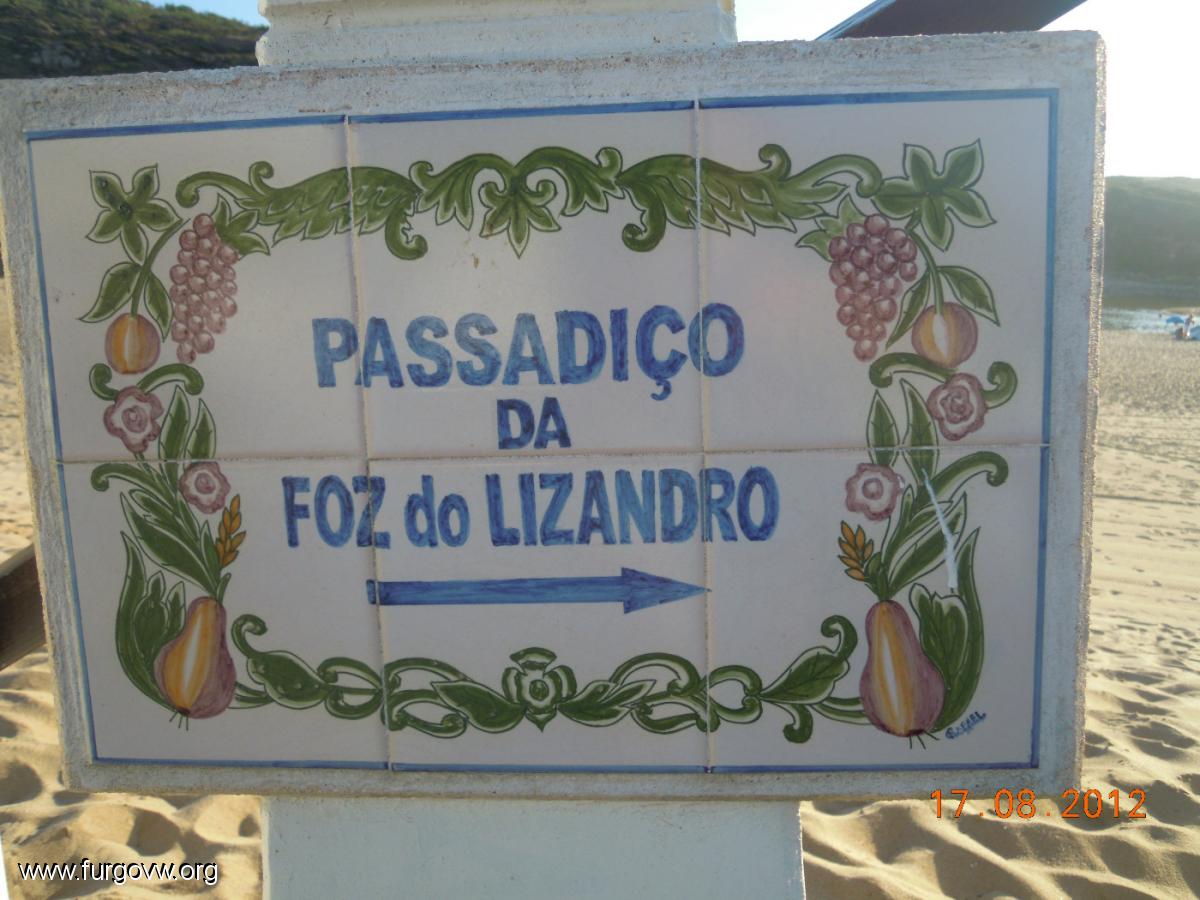 PASSADIÇO
DA
FOZ do LIZANDRO
17.08.2012
www.furgovw.org